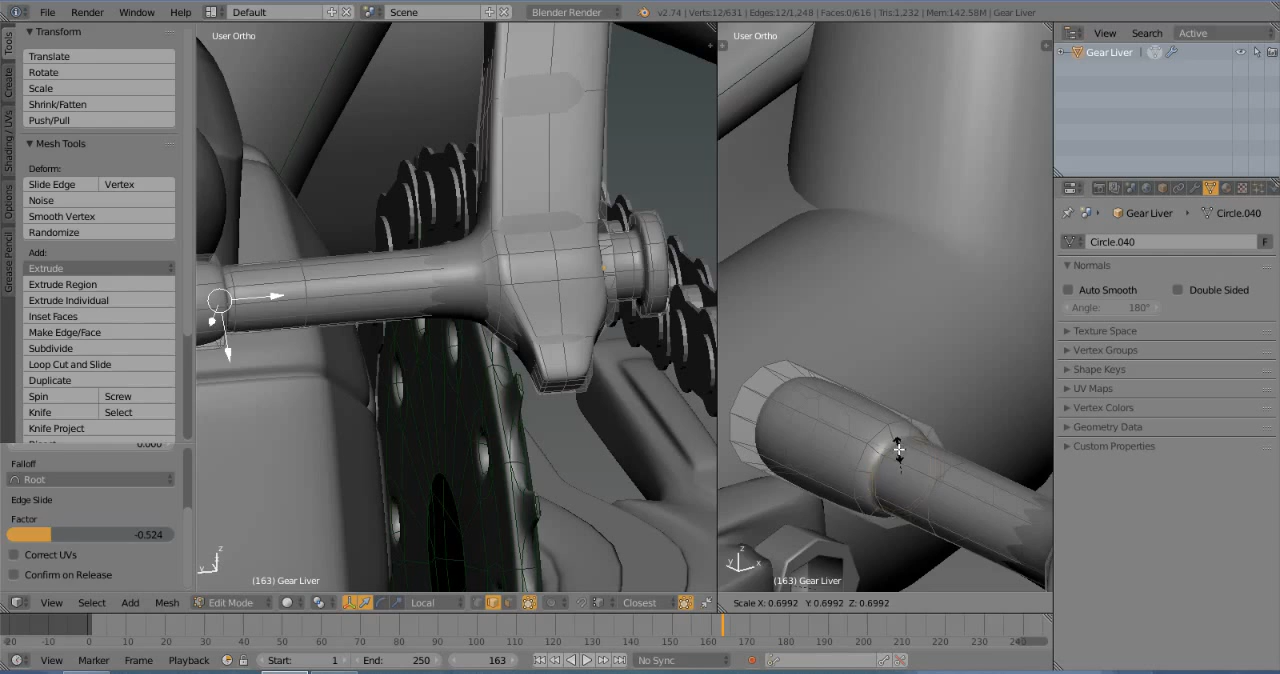 File Render Window Help Default Scene Blender Render v2.74 | Verts:12/631 | Edges:12/1,248 | Faces:0/616 | Tris:1,232 | Mem:142.58M | Gear Liver
Tools
Create
Shading / UVs
Options
Grease Pencil
Transform
Translate
Rotate
Scale
Shrink/Fatten
Push/Pull
Mesh Tools
Deform:
Slide Edge Vertex
Noise
Smooth Vertex
Randomize
Add:
Extrude
Extrude Region
Extrude Individual
Inset Faces
Make Edge/Face
Subdivide
Loop Cut and Slide
Duplicate
Spin Screw
Knife Select
Knife Project
0.000
Falloff
Root
Edge Slide
Factor
-0.524
Correct UVs
Confirm on Release
User Ortho
z
y
(163) Gear Liver
User Ortho
z
y x
(163) Gear Liver
View Select Add Mesh Edit Mode Local Closest
Scale X: 0.6992 Y: 0.6992 Z: 0.6992
View Search Active
Gear Liver
Gear Liver Circle.040
Circle.040 F
Normals
Auto Smooth Double Sided
Angle: 180°
Texture Space
Vertex Groups
Shape Keys
UV Maps
Vertex Colors
Geometry Data
Custom Properties
-20 -10 0 10 20 30 40 50 60 70 80 90 100 110 120 130 140 150 160 170 180 190 200 210 220 230 240
View Marker Frame Playback Start: 1 End: 250 163 No Sync